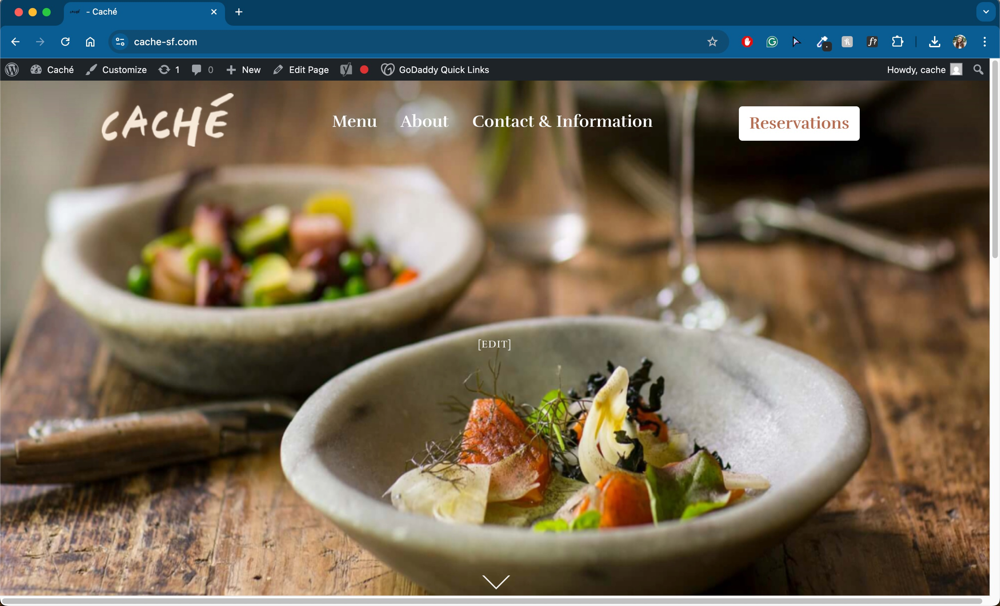 - Caché
cache-sf.com
Caché Customize 1 0 New Edit Page GoDaddy Quick Links Howdy, cache
CACHÉ
Menu About Contact & Information Reservations
[EDIT]